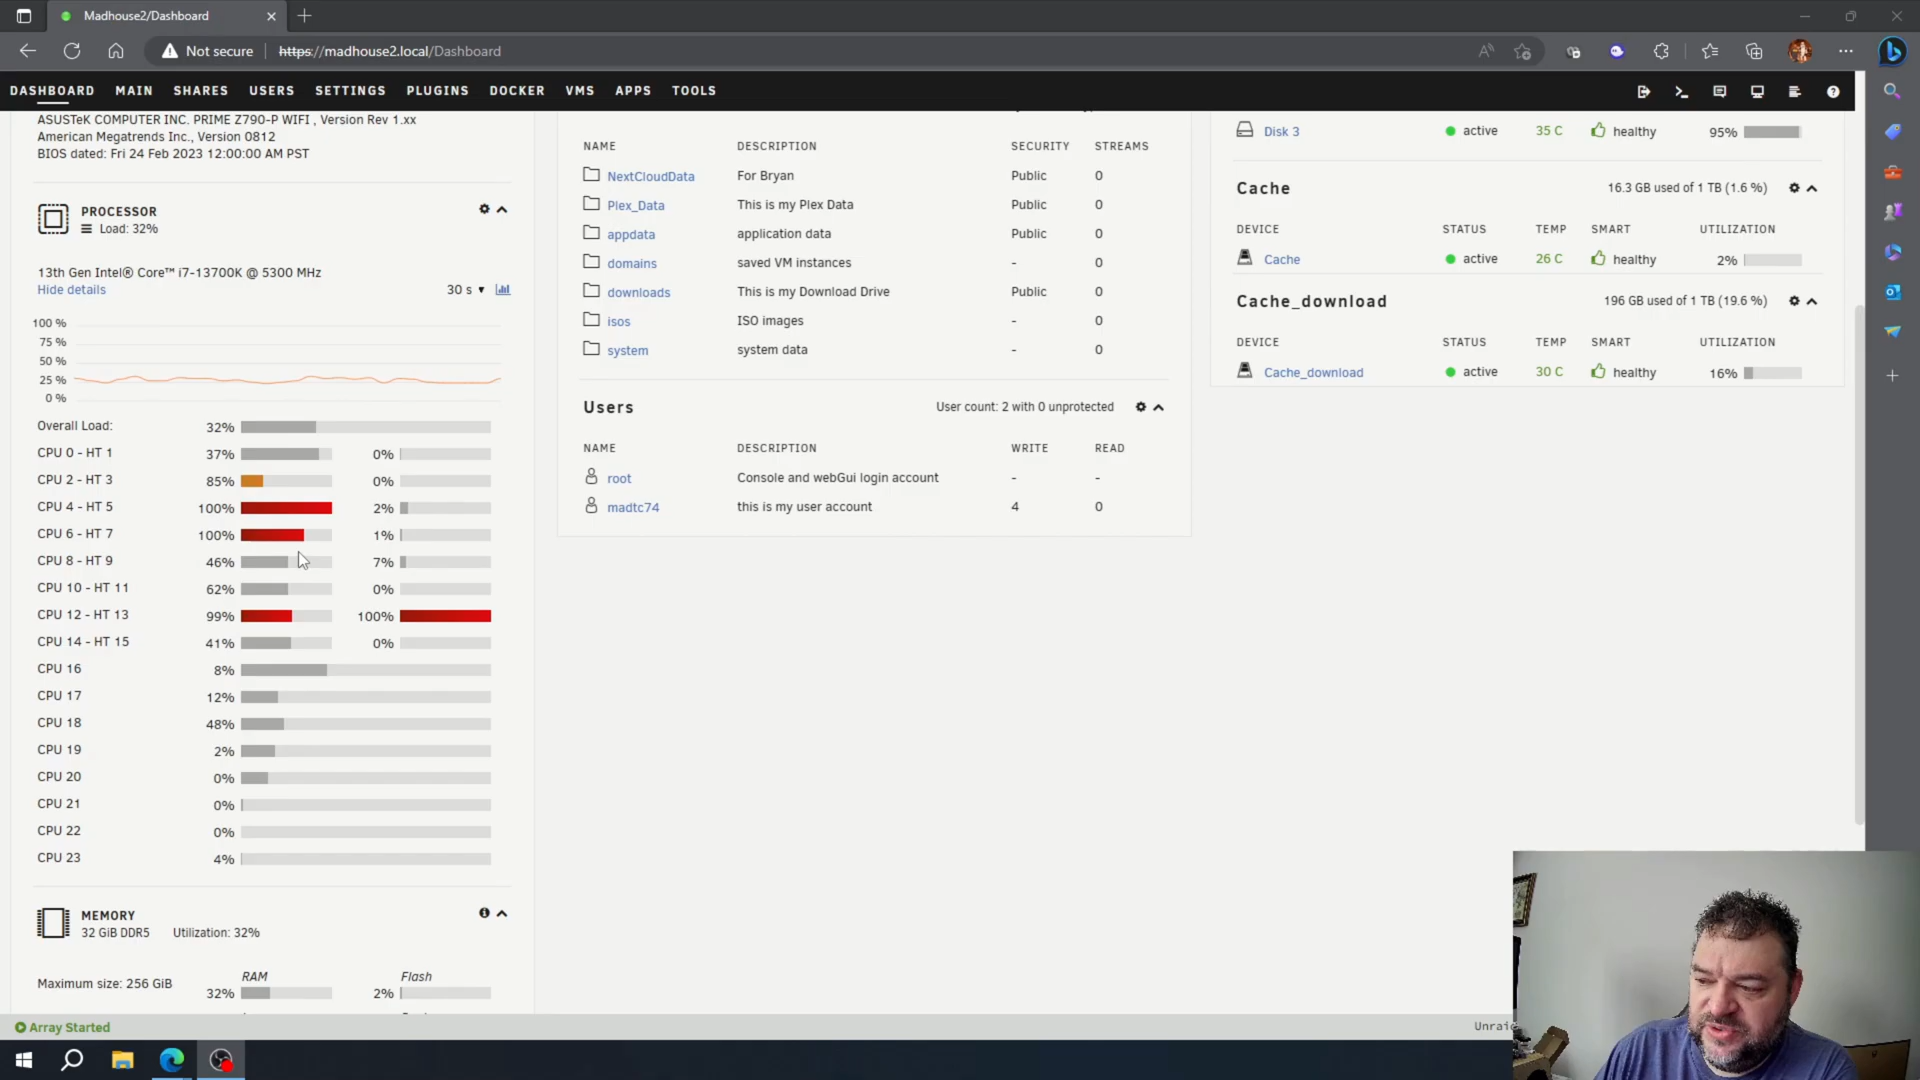 Madhouse2/Dashboard
Not secure https://madhouse2.local/Dashboard
DASHBOARD MAIN SHARES USERS SETTINGS PLUGINS DOCKER VMS APPS TOOLS
ASUSTeK COMPUTER INC. PRIME Z790-P WIFI , Version Rev 1.xx
American Megatrends Inc., Version 0812
BIOS dated: Fri 24 Feb 2023 12:00:00 AM PST
PROCESSOR
Load: 32%
13th Gen Intel® Core™ i7-13700K @ 5300 MHz
Hide details 30 s
100 %
75 %
50 %
25 %
0 %
Overall Load: 32%
CPU 0 - HT 1 37% 0%
CPU 2 - HT 3 85% 0%
CPU 4 - HT 5 100% 2%
CPU 6 - HT 7 100% 1%
CPU 8 - HT 9 46% 7%
CPU 10 - HT 11 62% 0%
CPU 12 - HT 13 99% 100%
CPU 14 - HT 15 41% 0%
CPU 16 8%
CPU 17 12%
CPU 18 48%
CPU 19 2%
CPU 20 0%
CPU 21 0%
CPU 22 0%
CPU 23 4%
MEMORY
32 GiB DDR5 Utilization: 32%
RAM Flash
Maximum size: 256 GiB 32% 2%
NAME DESCRIPTION SECURITY STREAMS
NextCloudData For Bryan Public 0
Plex_Data This is my Plex Data Public 0
appdata application data Public 0
domains saved VM instances - 0
downloads This is my Download Drive Public 0
isos ISO images - 0
system system data - 0
Users User count: 2 with 0 unprotected
NAME DESCRIPTION WRITE READ
root Console and webGui login account - -
madtc74 this is my user account 4 0
Disk 3 active 35 C healthy 95%
Cache 16.3 GB used of 1 TB (1.6 %)
DEVICE STATUS TEMP SMART UTILIZATION
Cache active 26 C healthy 2%
Cache_download 196 GB used of 1 TB (19.6 %)
DEVICE STATUS TEMP SMART UTILIZATION
Cache_download active 30 C healthy 16%
Array Started
Unraid